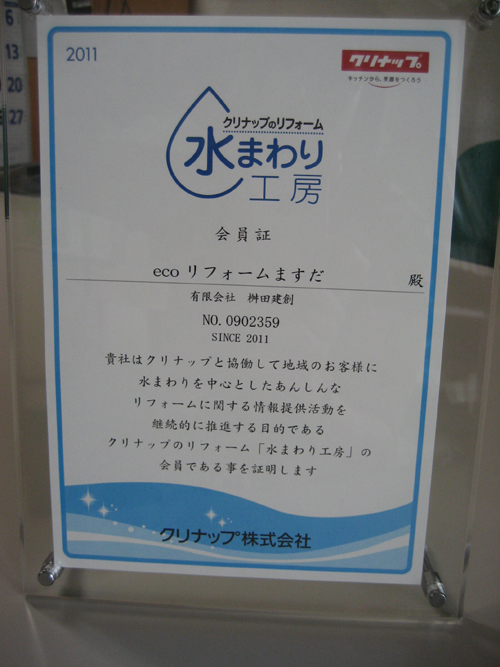 6
13
20
27
2011
クリナップ
キッチンから、笑顔をつくろう
クリナップのリフォーム
水まわり
工房
会員証
eco リフォームますだ 殿
有限会社 桝田建創
NO.0902359
SINCE 2011
貴社はクリナップと協働して地域のお客様に
水まわりを中心としたあんしんな
リフォームに関する情報提供活動を
継続的に推進する目的である
クリナップのリフォーム「水まわり工房」の
会員である事を証明します
クリナップ株式会社